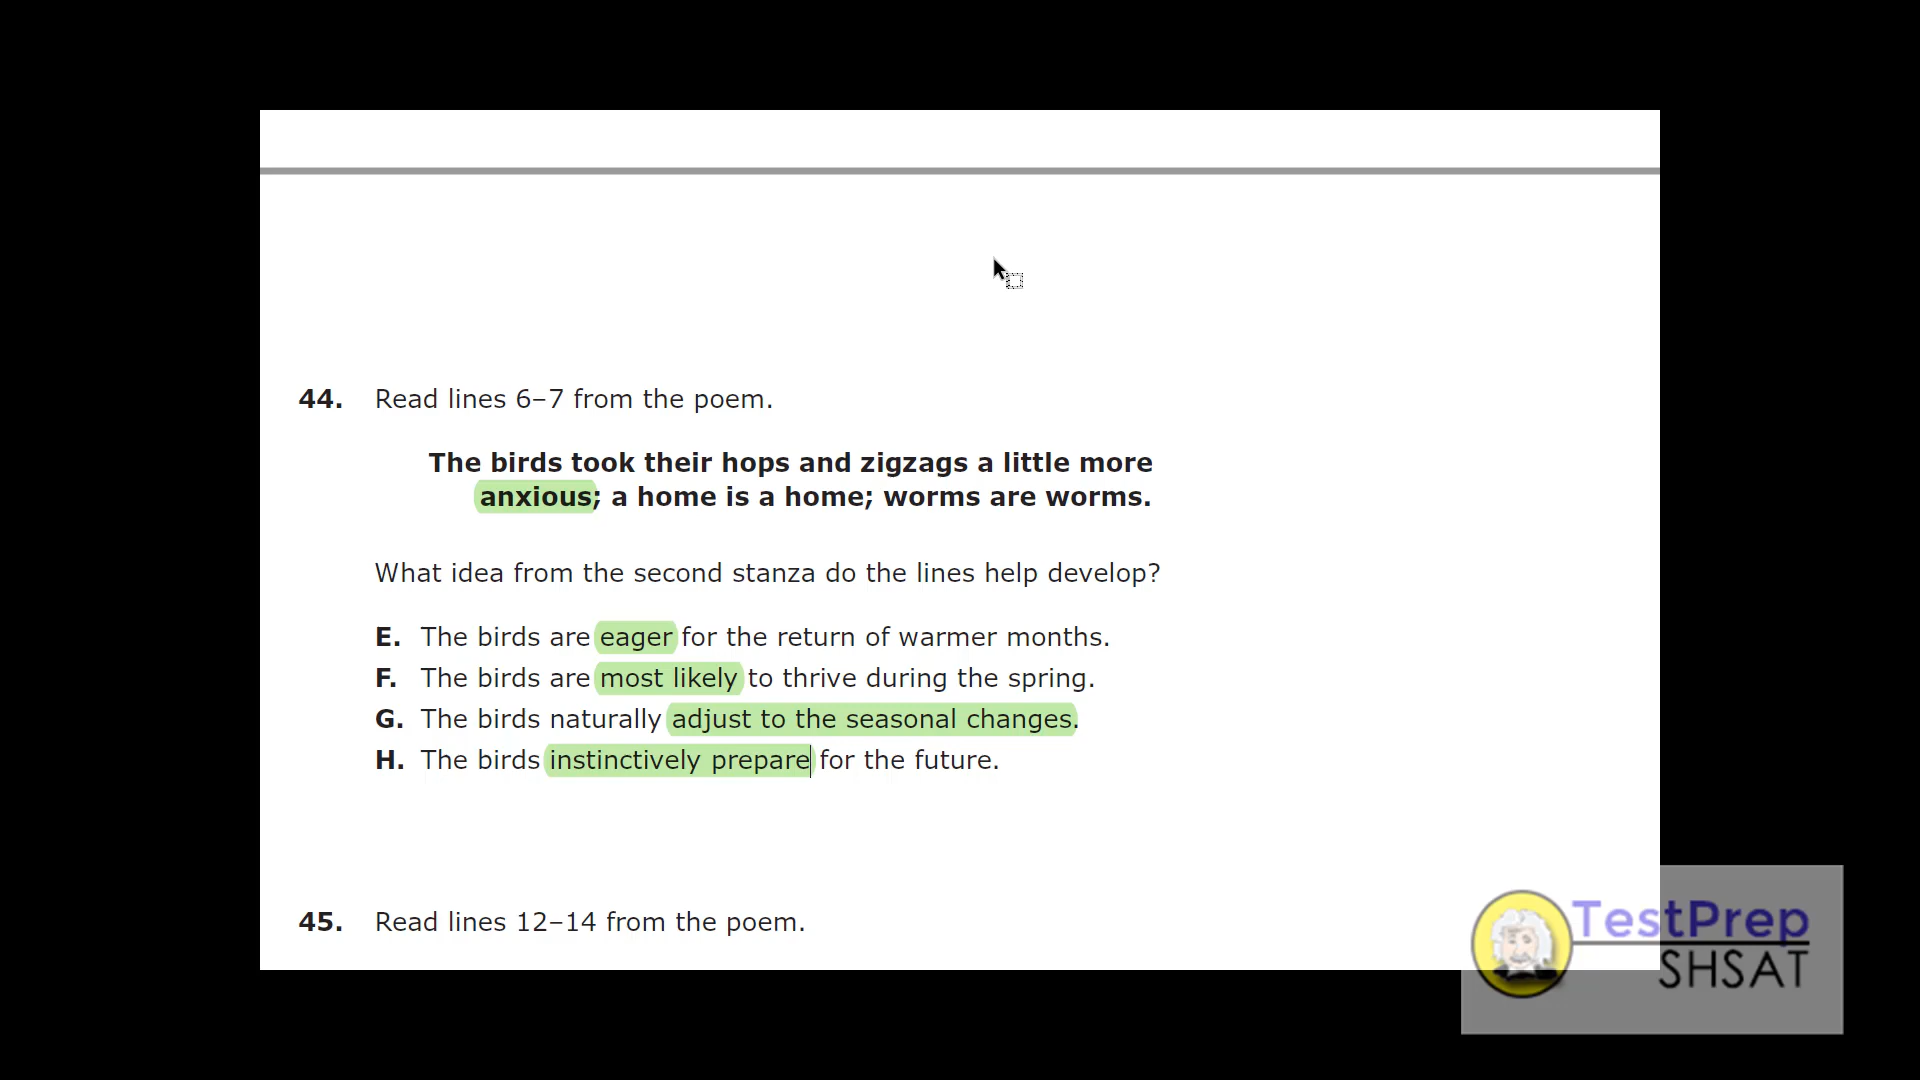 44. Read lines 6–7 from the poem.
The birds took their hops and zigzags a little more
anxious; a home is a home; worms are worms.
What idea from the second stanza do the lines help develop?
E. The birds are eager for the return of warmer months.
F. The birds are most likely to thrive during the spring.
G. The birds naturally adjust to the seasonal changes.
H. The birds instinctively prepare for the future.
45. Read lines 12–14 from the poem.
TestPrep
SHSAT